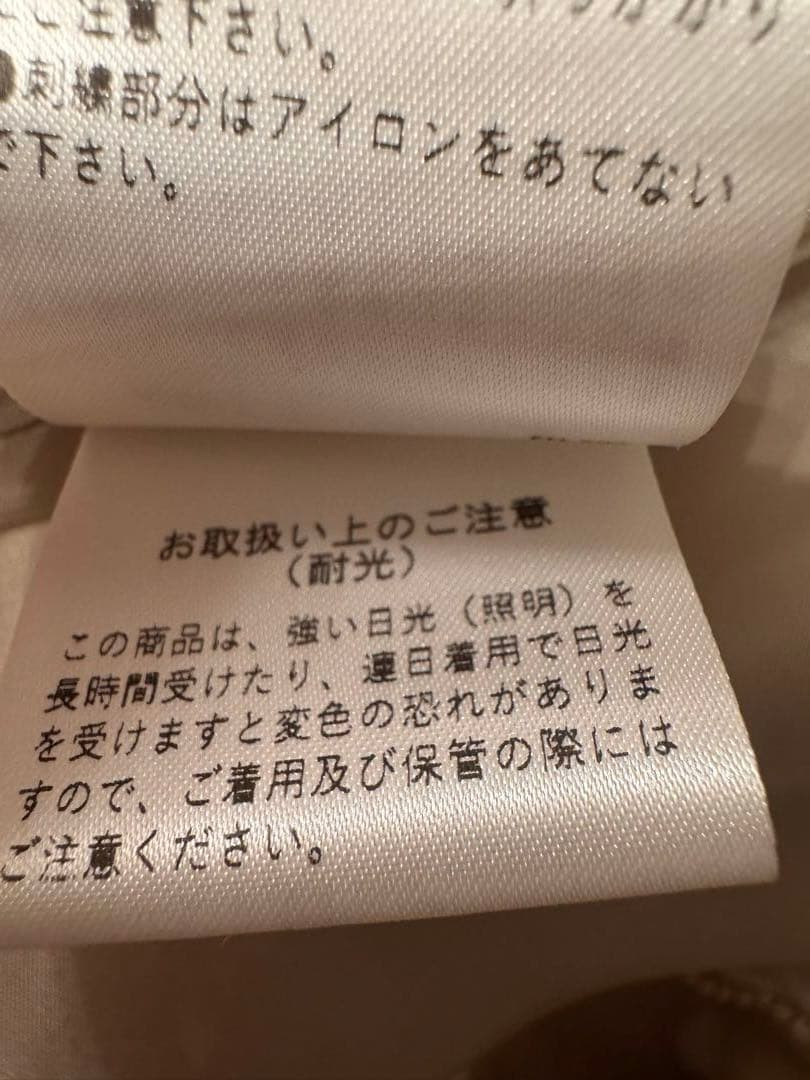 ご注意下さい。
●刺繍部分はアイロンをあてない
で下さい。
お取扱い上のご注意
(耐光)
この商品は、強い日光(照明)を
長時間受けたり、連日着用で日光
を受けますと変色の恐れがありま
すので、ご着用及び保管の際には
ご注意ください。